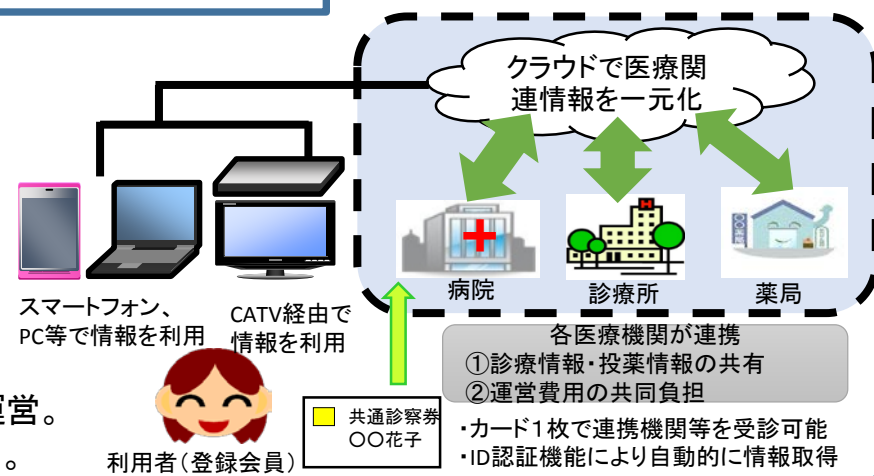 クラウドで医療関
連情報を一元化
病院
診療所
薬局
スマートフォン、
PC等で情報を利用
CATV経由で
情報を利用
各医療機関が連携
①診療情報・投薬情報の共有
②運営費用の共同負担
運営。
。
利用者（登録会員）
共通診察券
〇〇花子
・カード１枚で連携機関等を受診可能
・ID認証機能により自動的に情報取得